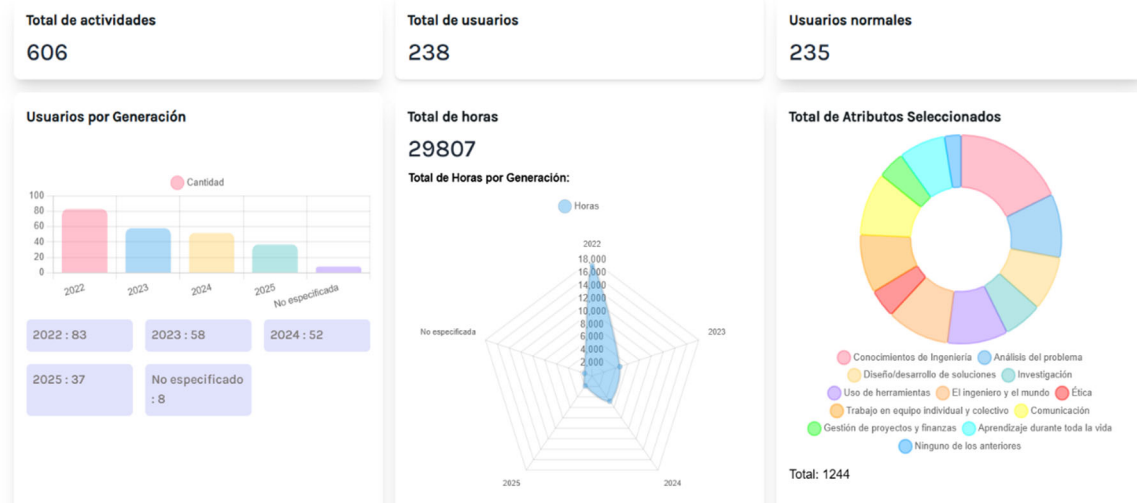 Total de actividades
606
Total de usuarios
238
Usuarios normales
235
Usuarios por Generación
Cantidad
100
80
60
40
20
0
2022
2023
2024
2025
No especificada
2022 : 83
2023 : 58
2024 : 52
2025 : 37
No especificado
: 8
Total de horas
29807
Total de Horas por Generación:
Horas
2022
18,000
16,000
14,000
12,000
10,000
8,000
6,000
4,000
2,000
No especificada
2023
2025
2024
Total de Atributos Seleccionados
Conocimientos de Ingeniería Análisis del problema
Diseño/desarrollo de soluciones Investigación
Uso de herramientas El ingeniero y el mundo Ética
Trabajo en equipo individual y colectivo Comunicación
Gestión de proyectos y finanzas Aprendizaje durante toda la vida
Ninguno de los anteriores
Total: 1244